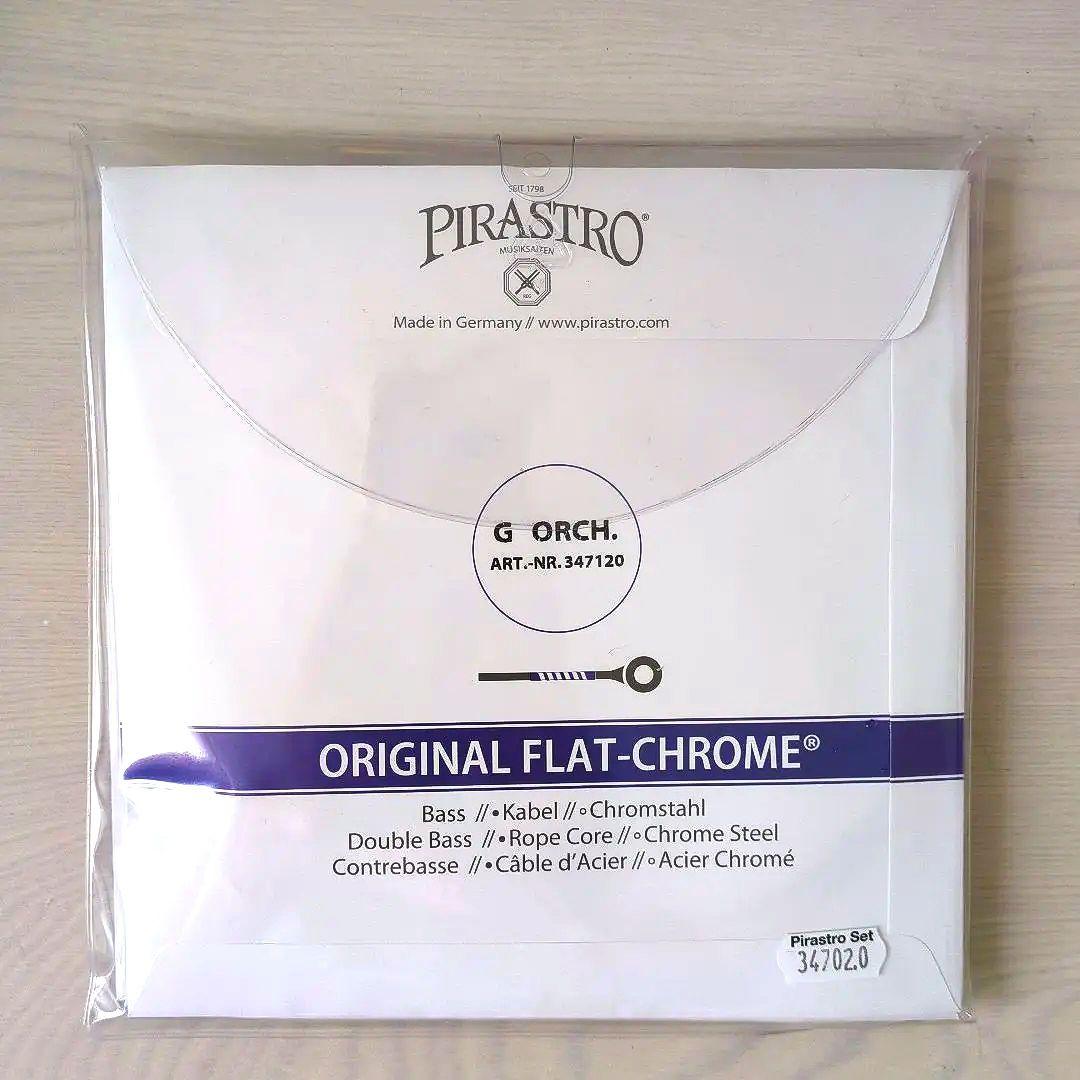 SEIT 1798
PIRASTRO®
MUSIKSAITEN
REG
Made in Germany // www.pirastro.com
G ORCH.
ART.-NR. 347120
ORIGINAL FLAT-CHROME®
Bass //•Kabel //◦Chromstahl
Double Bass //•Rope Core //◦Chrome Steel
Contrebasse //•Câble d'Acier //◦Acier Chromé
Pirastro Set
34702.0